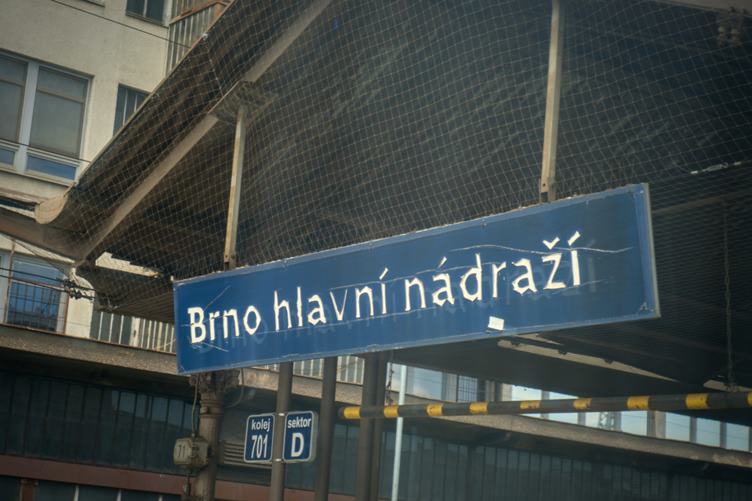 Brno hlavní nádraží
kolej
701
sektor
D